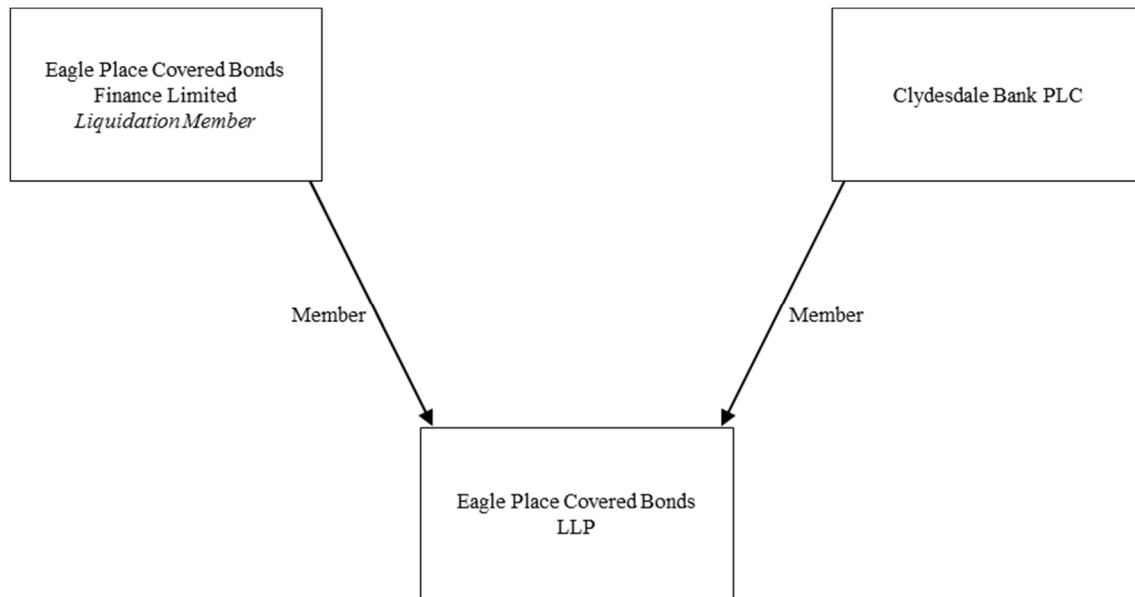 Eagle Place Covered Bonds
Finance Limited
Liquidation Member
Clydesdale Bank PLC
Member
Member
Eagle Place Covered Bonds
LLP